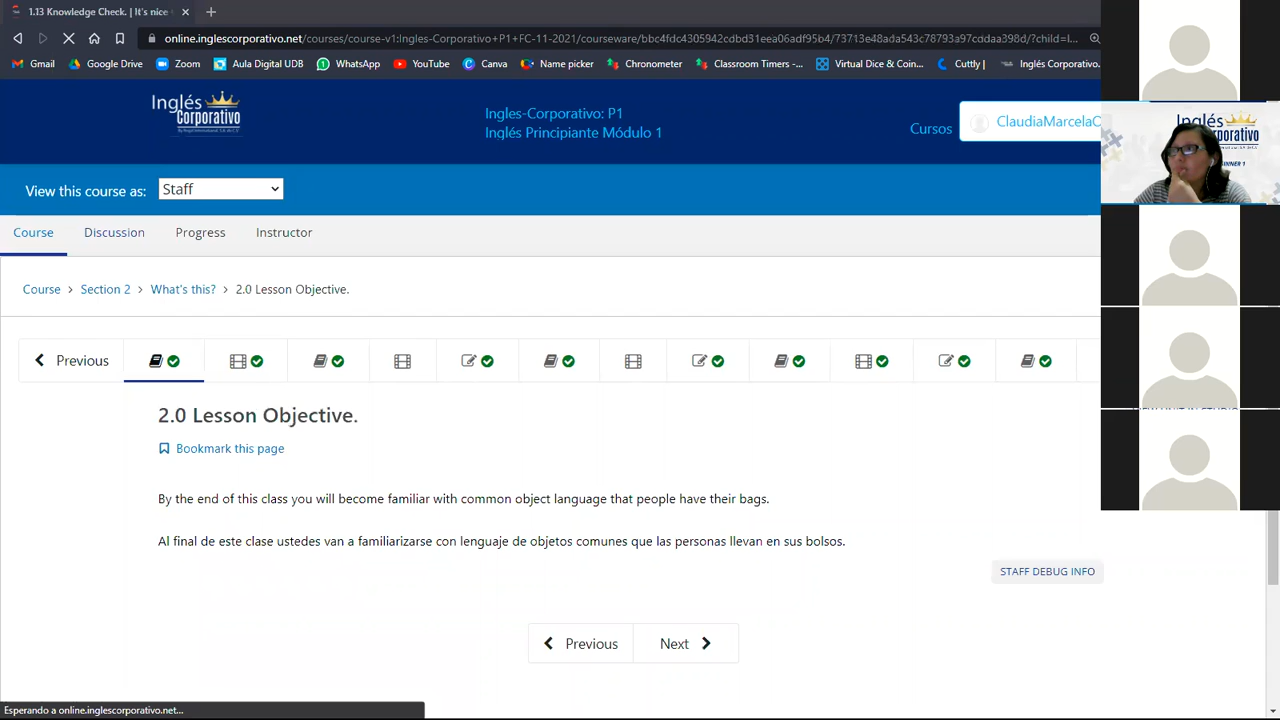 1.13 Knowledge Check. | It's nice
online.inglescorporativo.net/courses/course-v1:Ingles-Corporativo+P1+FC-11-2021/courseware/bbc4fdc4305942cdbd31eea06adf95b4/73713e48ada543c78793a97cddaa398d/?child=l...
Gmail Google Drive Zoom Aula Digital UDB WhatsApp YouTube Canva Name picker Chronometer Classroom Timers -... Virtual Dice & Coin... Cuttly | Inglés Corporativo.
Inglés
Corporativo
Ingles-Corporativo: P1
Inglés Principiante Módulo 1
Cursos
ClaudiaMarcelaC
View this course as: Staff
Course Discussion Progress Instructor
Course > Section 2 > What's this? > 2.0 Lesson Objective.
Previous
2.0 Lesson Objective.
Bookmark this page
By the end of this class you will become familiar with common object language that people have their bags.
Al final de este clase ustedes van a familiarizarse con lenguaje de objetos comunes que las personas llevan en sus bolsos.
STAFF DEBUG INFO
Previous Next
Esperando a online.inglescorporativo.net...
Inglés